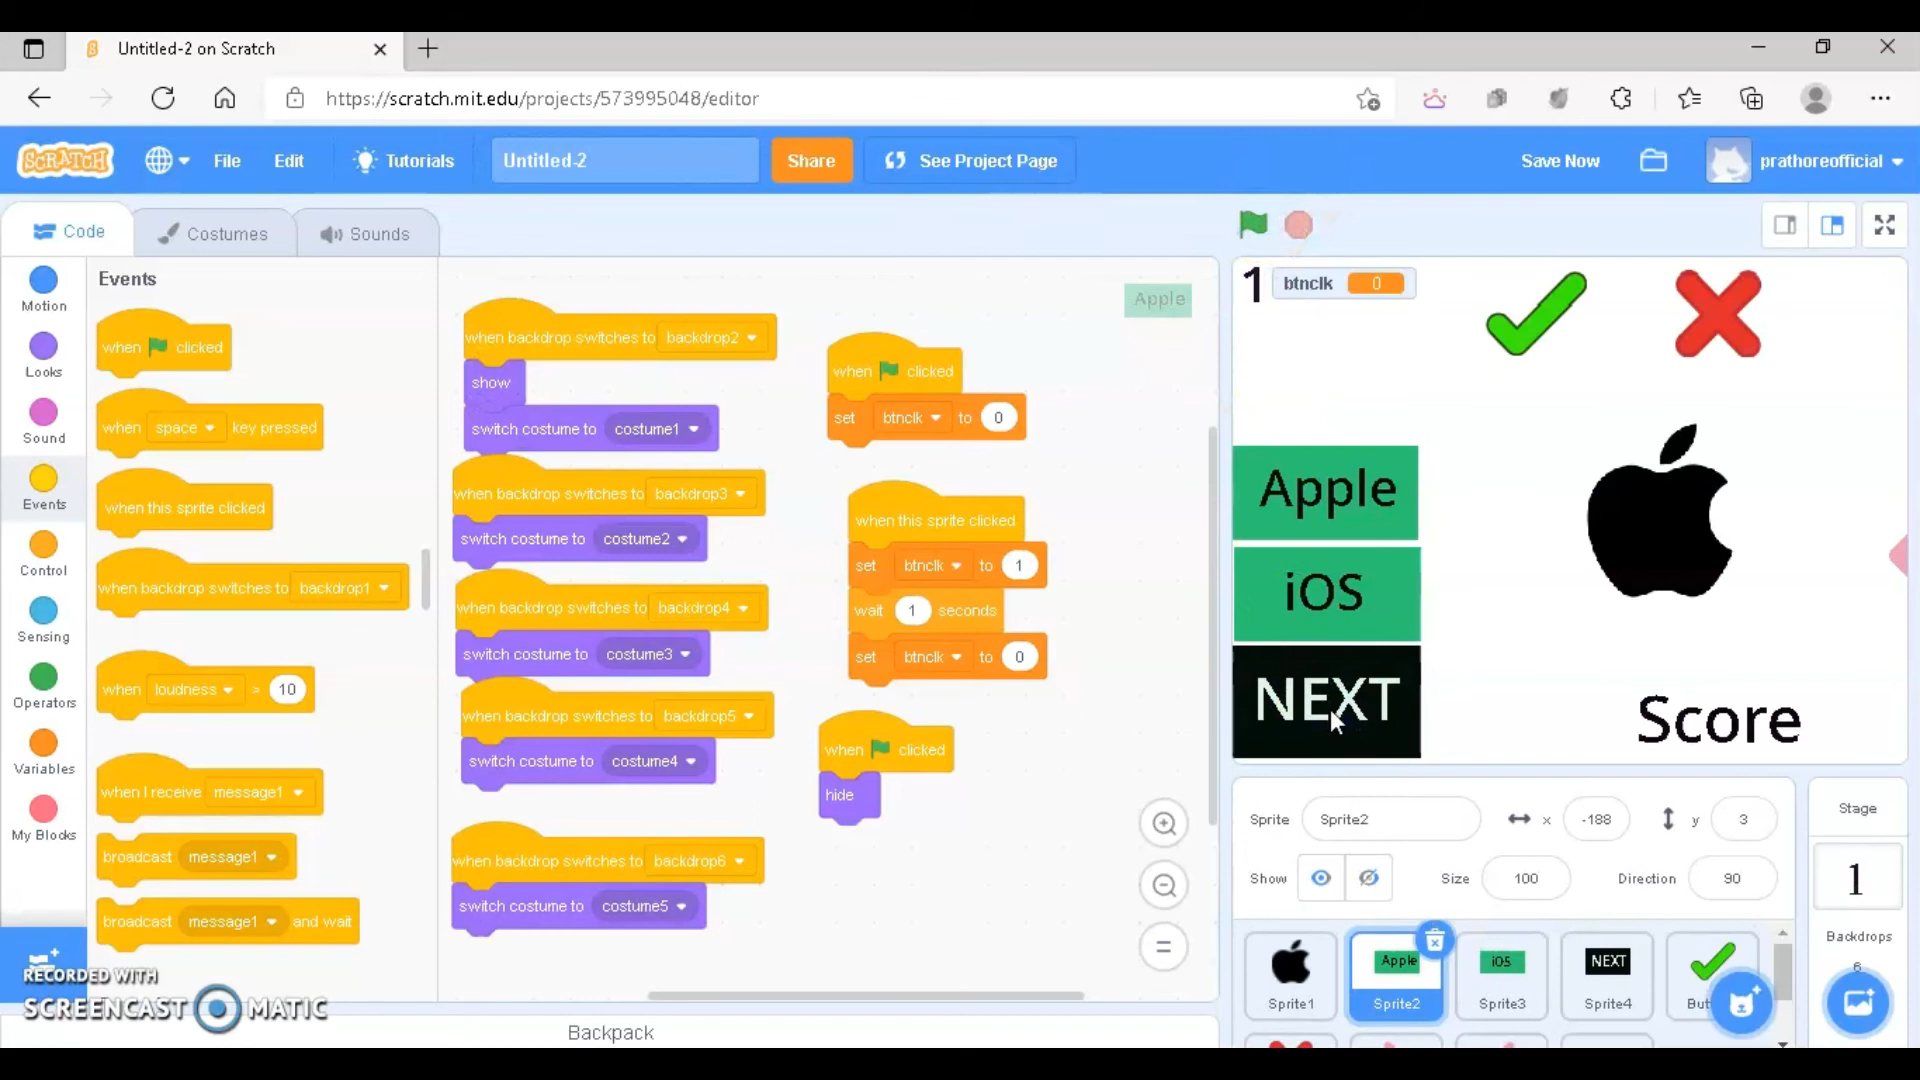 Untitled-2 on Scratch
https://scratch.mit.edu/projects/573995048/editor
SCRATCH File Edit Tutorials Untitled-2 Share See Project Page Save Now prathoreofficial
Code Costumes Sounds
Motion
Looks
Sound
Events
Control
Sensing
Operators
Variables
My Blocks
Events
when clicked
when space key pressed
when this sprite clicked
when backdrop switches to backdrop1
when loudness > 10
when I receive message1
broadcast message1
broadcast message1 and wait
when backdrop switches to backdrop2
show
switch costume to costume1
when backdrop switches to backdrop3
switch costume to costume2
when backdrop switches to backdrop4
switch costume to costume3
when backdrop switches to backdrop5
switch costume to costume4
when backdrop switches to backdrop6
switch costume to costume5
when clicked
set btnclk to 0
when this sprite clicked
set btnclk to 1
wait 1 seconds
set btnclk to 0
when clicked
hide
Apple
1 btnclk 0
Apple
iOS
NEXT
Score
Sprite Sprite2 x -188 y 3
Show Size 100 Direction 90
Apple iOS NEXT
Sprite1 Sprite2 Sprite3 Sprite4 But
Stage
1
Backdrops
6
Backpack
RECORDED WITH
SCREENCAST MATIC